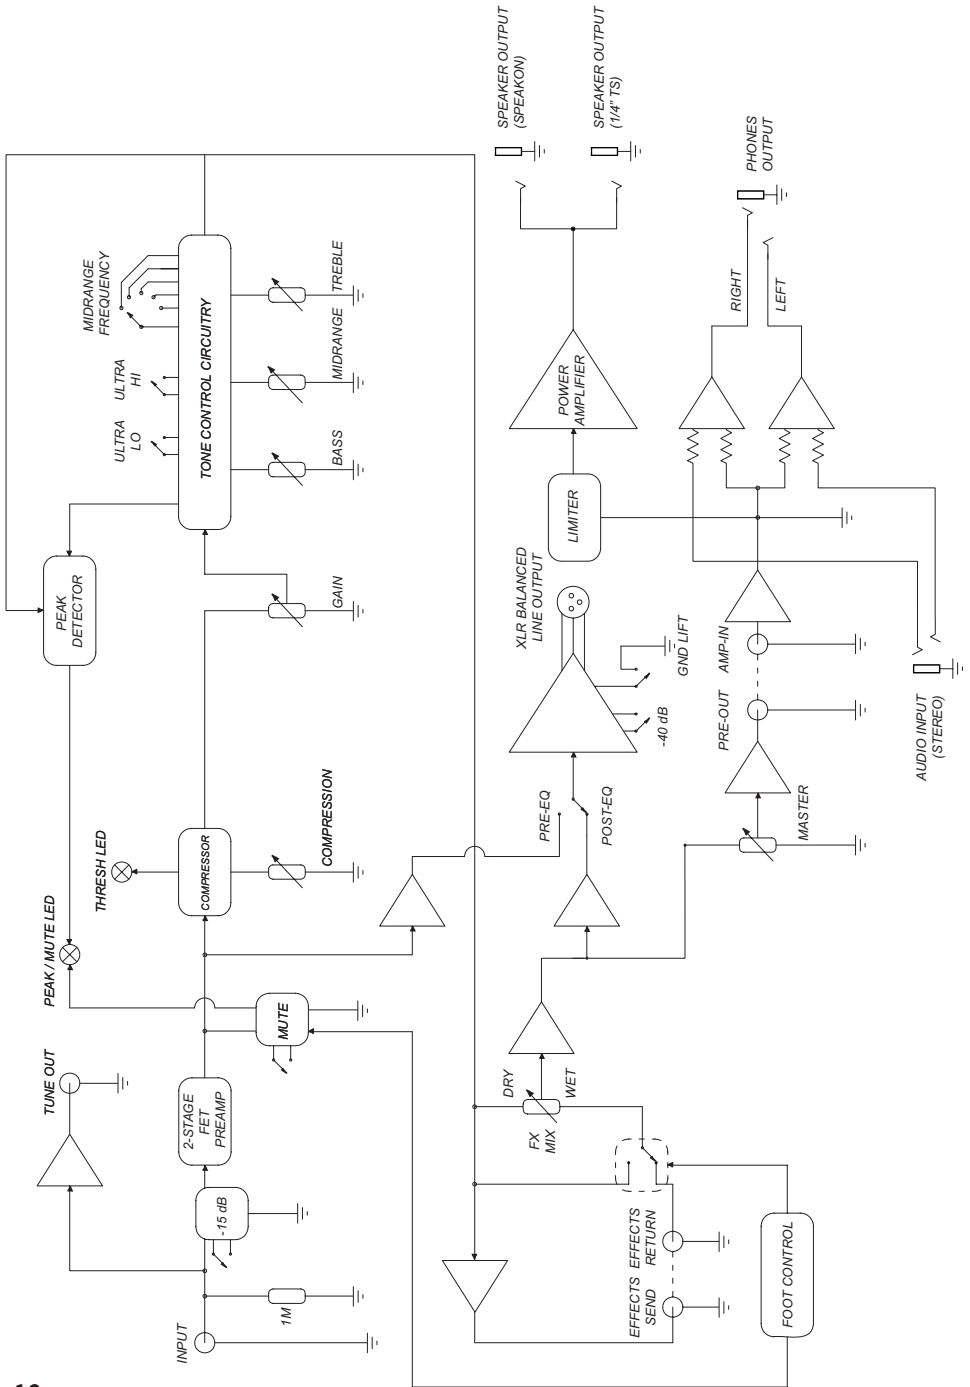 INPUT
1M
-15 dB
TUNE OUT
2-STAGE
FET
PREAMP
MUTE
PEAK / MUTE LED
THRESH LED
COMPRESSOR
COMPRESSION
GAIN
PEAK
DETECTOR
TONE CONTROL CIRCUITRY
ULTRA
LO
ULTRA
HI
MIDRANGE
FREQUENCY
BASS
MIDRANGE
TREBLE
EFFECTS
SEND
EFFECTS
RETURN
FOOT CONTROL
FX
MIX
DRY
WET
PRE-EQ
POST-EQ
-40 dB
GND LIFT
XLR BALANCED
LINE OUTPUT
LIMITER
POWER
AMPLIFIER
SPEAKER OUTPUT
(SPEAKON)
SPEAKER OUTPUT
(1/4" TS)
MASTER
PRE-OUT
AMP-IN
AUDIO INPUT
(STEREO)
RIGHT
LEFT
PHONES
OUTPUT